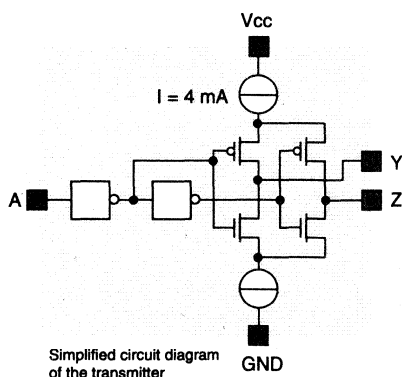 Vcc
I = 4 mA
Y
A
Z
GND
Simplified circuit diagram
of the transmitter